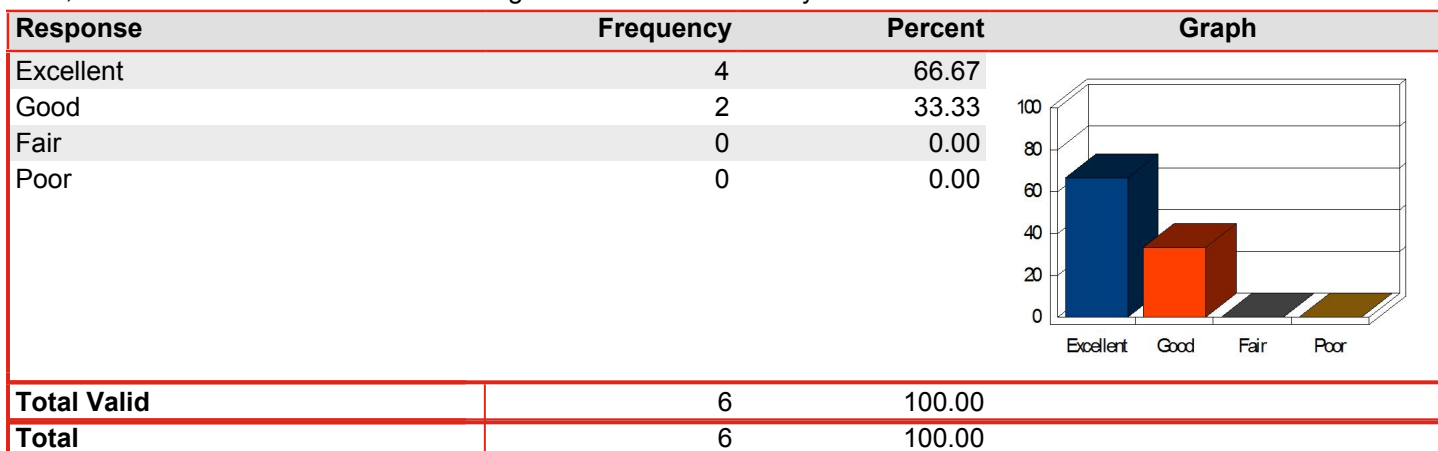 Response Frequency Percent Graph
Excellent 4 66.67
Good 2 33.33
Fair 0 0.00
Poor 0 0.00
100
80
60
40
20
0
Excellent Good Fair Poor
Total Valid 6 100.00
Total 6 100.00